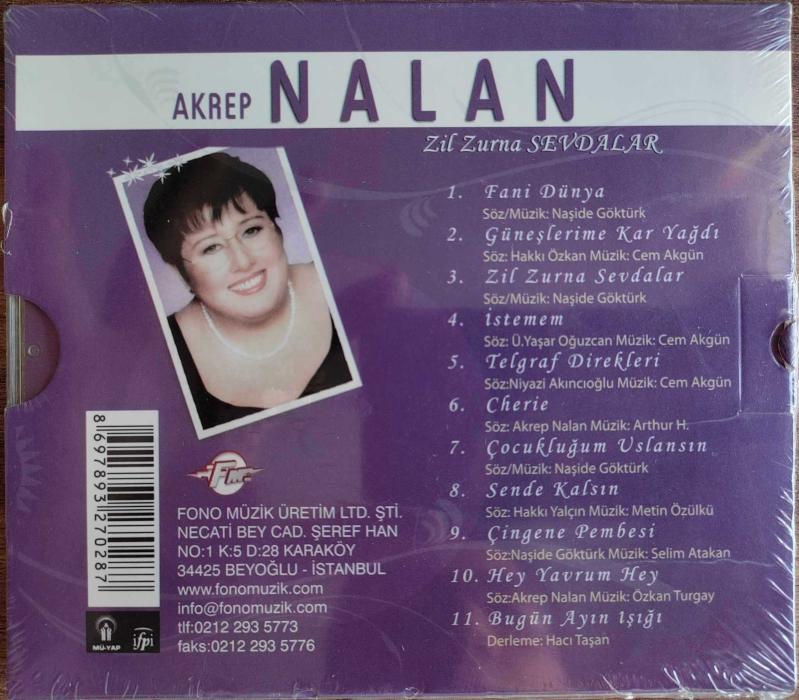 AKREP NALAN
Zil Zurna SEVDALAR
1. Fani Dünya
Söz/Müzik: Naşide Göktürk
2. Güneşlerime Kar Yağdı
Söz: Hakkı Özkan Müzik: Cem Akgün
3. Zil Zurna Sevdalar
Söz/Müzik: Naşide Göktürk
4. İstemem
Söz: Ü.Yaşar Oğuzcan Müzik: Cem Akgün
5. Telgraf Direkleri
Söz:Niyazi Akıncıoğlu Müzik: Cem Akgün
6. Cherie
Söz: Akrep Nalan Müzik: Arthur H.
7. Çocukluğum Uslansın
Söz/Müzik: Naşide Göktürk
8. Sende Kalsın
Söz: Hakkı Yalçın Müzik: Metin Özülkü
9. Çingene Pembesi
Söz:Naşide Göktürk Müzik: Selim Atakan
10. Hey Yavrum Hey
Söz:Akrep Nalan Müzik: Özkan Turgay
11. Bugün Ayın Işığı
Derleme: Hacı Taşan
FONO MÜZİK ÜRETİM LTD. ŞTİ.
NECATİ BEY CAD. ŞEREF HAN
NO:1 K:5 D:28 KARAKÖY
34425 BEYOĞLU - İSTANBUL
www.fonomuzik.com
info@fonomuzik.com
tlf:0212 293 5773
faks:0212 293 5776
8 697893 270287
MÜ-YAP
ifpi